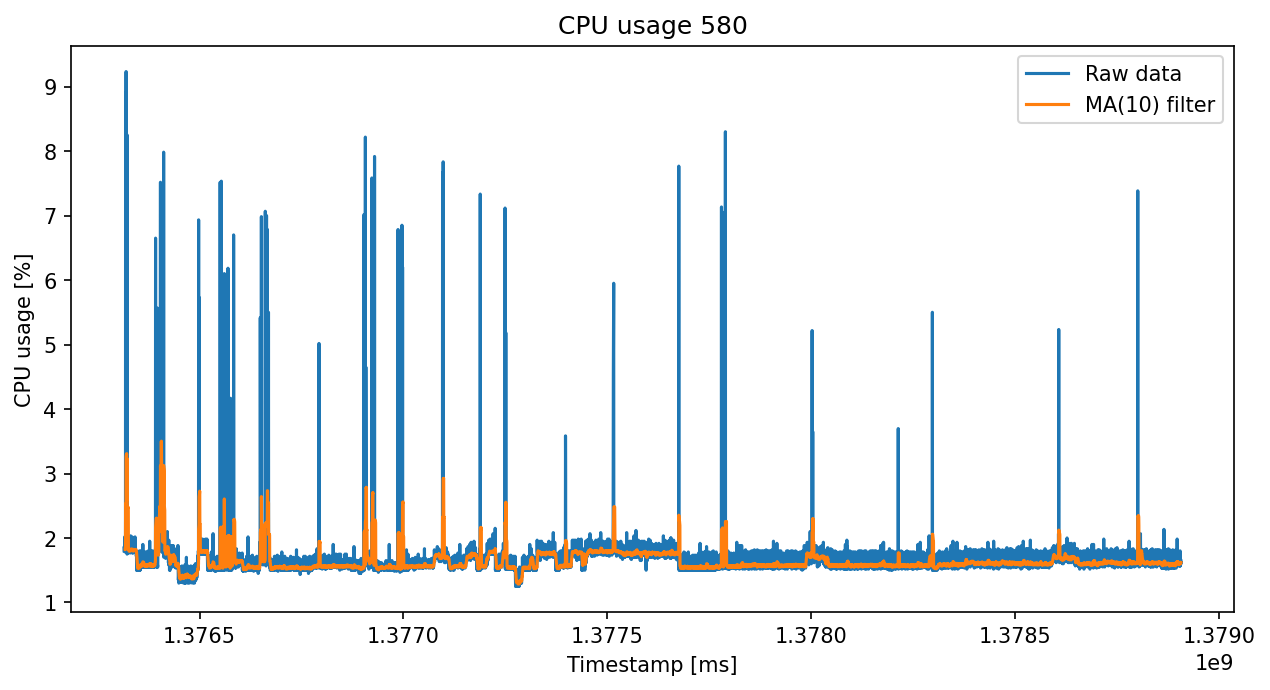 CPU usage 580
Raw data
MA(10) filter
CPU usage [%]
9
8
7
6
5
4
3
2
1
1.3765 1.3770 1.3775 1.3780 1.3785 1.3790
1e9
Timestamp [ms]